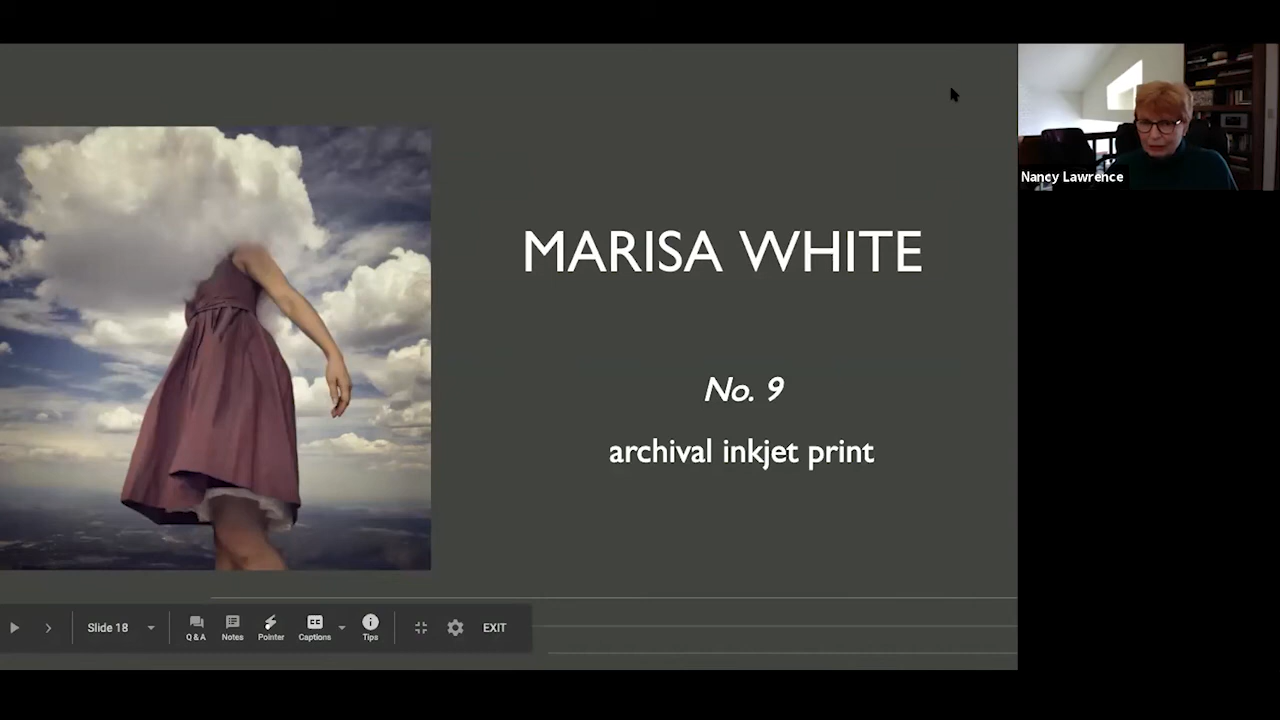 MARISA WHITE
No. 9
archival inkjet print
Nancy Lawrence
Slide 18
Q & A
Notes
Pointer
Captions
Tips
EXIT